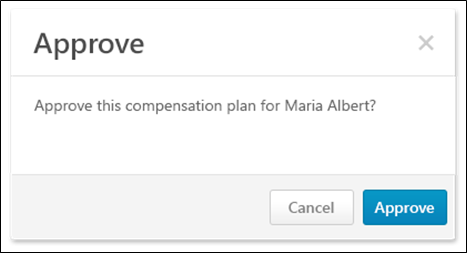 Approve
Approve this compensation plan for Maria Albert?
Cancel
Approve